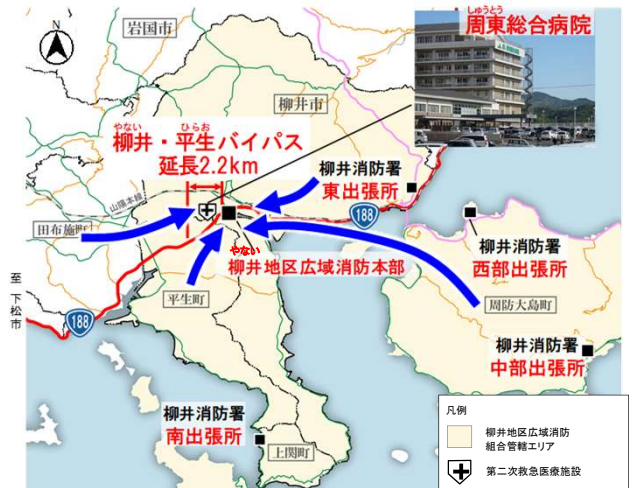 しゅうとう
周東総合病院
N
岩国市
柳井市
やない ひらお
柳井・平生バイパス
延長2.2km
柳井消防署
東出張所
山陰本線
188
田布施町
柳井消防署
西部出張所
やない
柳井地区広域消防本部
至 下松市
平生町
周防大島町
188
柳井消防署
中部出張所
柳井消防署
南出張所
上関町
凡例
柳井地区広域消防
組合管轄エリア
第二次救急医療施設